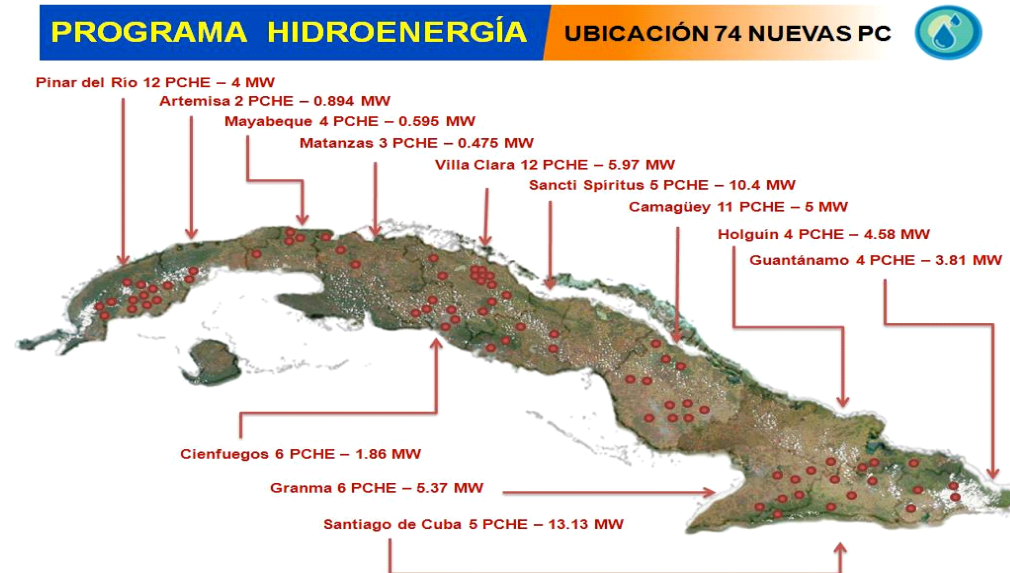 PROGRAMA HIDROENERGÍA
UBICACIÓN 74 NUEVAS PC
Pinar del Rio 12 PCHE – 4 MW
Artemisa 2 PCHE – 0.894 MW
Mayabeque 4 PCHE – 0.595 MW
Matanzas 3 PCHE – 0.475 MW
Villa Clara 12 PCHE – 5.97 MW
Sancti Spiritus 5 PCHE – 10.4 MW
Camagüey 11 PCHE – 5 MW
Holguín 4 PCHE – 4.58 MW
Guantánamo 4 PCHE – 3.81 MW
Cienfuegos 6 PCHE – 1.86 MW
Granma 6 PCHE – 5.37 MW
Santiago de Cuba 5 PCHE – 13.13 MW